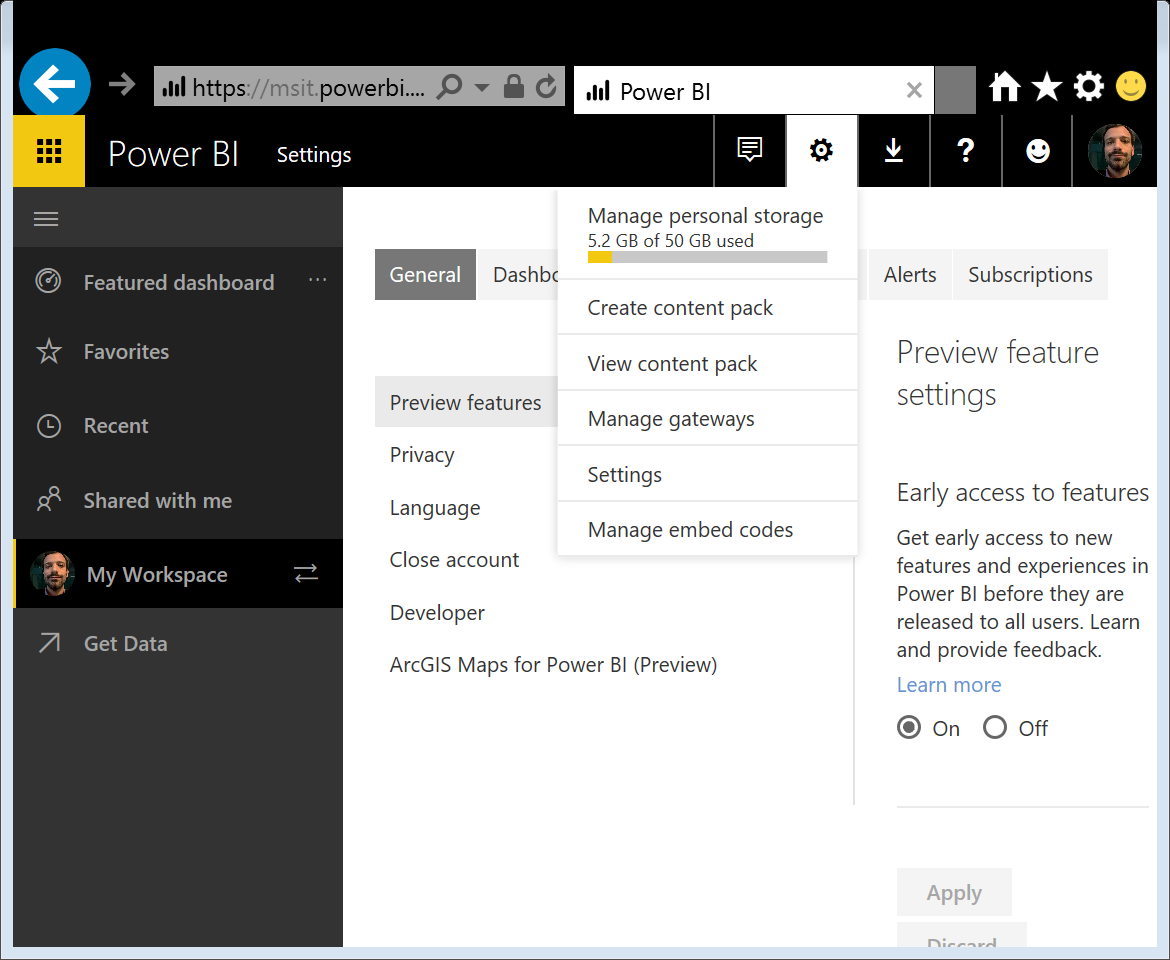 https://msit.powerbi....
Power BI
Power BI
Settings
?
Manage personal storage
5.2 GB of 50 GB used
Create content pack
View content pack
Manage gateways
Settings
Manage embed codes
Featured dashboard
...
Favorites
Recent
Shared with me
My Workspace
Get Data
General
Dashbo
Alerts
Subscriptions
Preview features
Privacy
Language
Close account
Developer
ArcGIS Maps for Power BI (Preview)
Preview feature
settings
Early access to features
Get early access to new
features and experiences in
Power BI before they are
released to all users. Learn
and provide feedback.
Learn more
On
Off
Apply
Discard